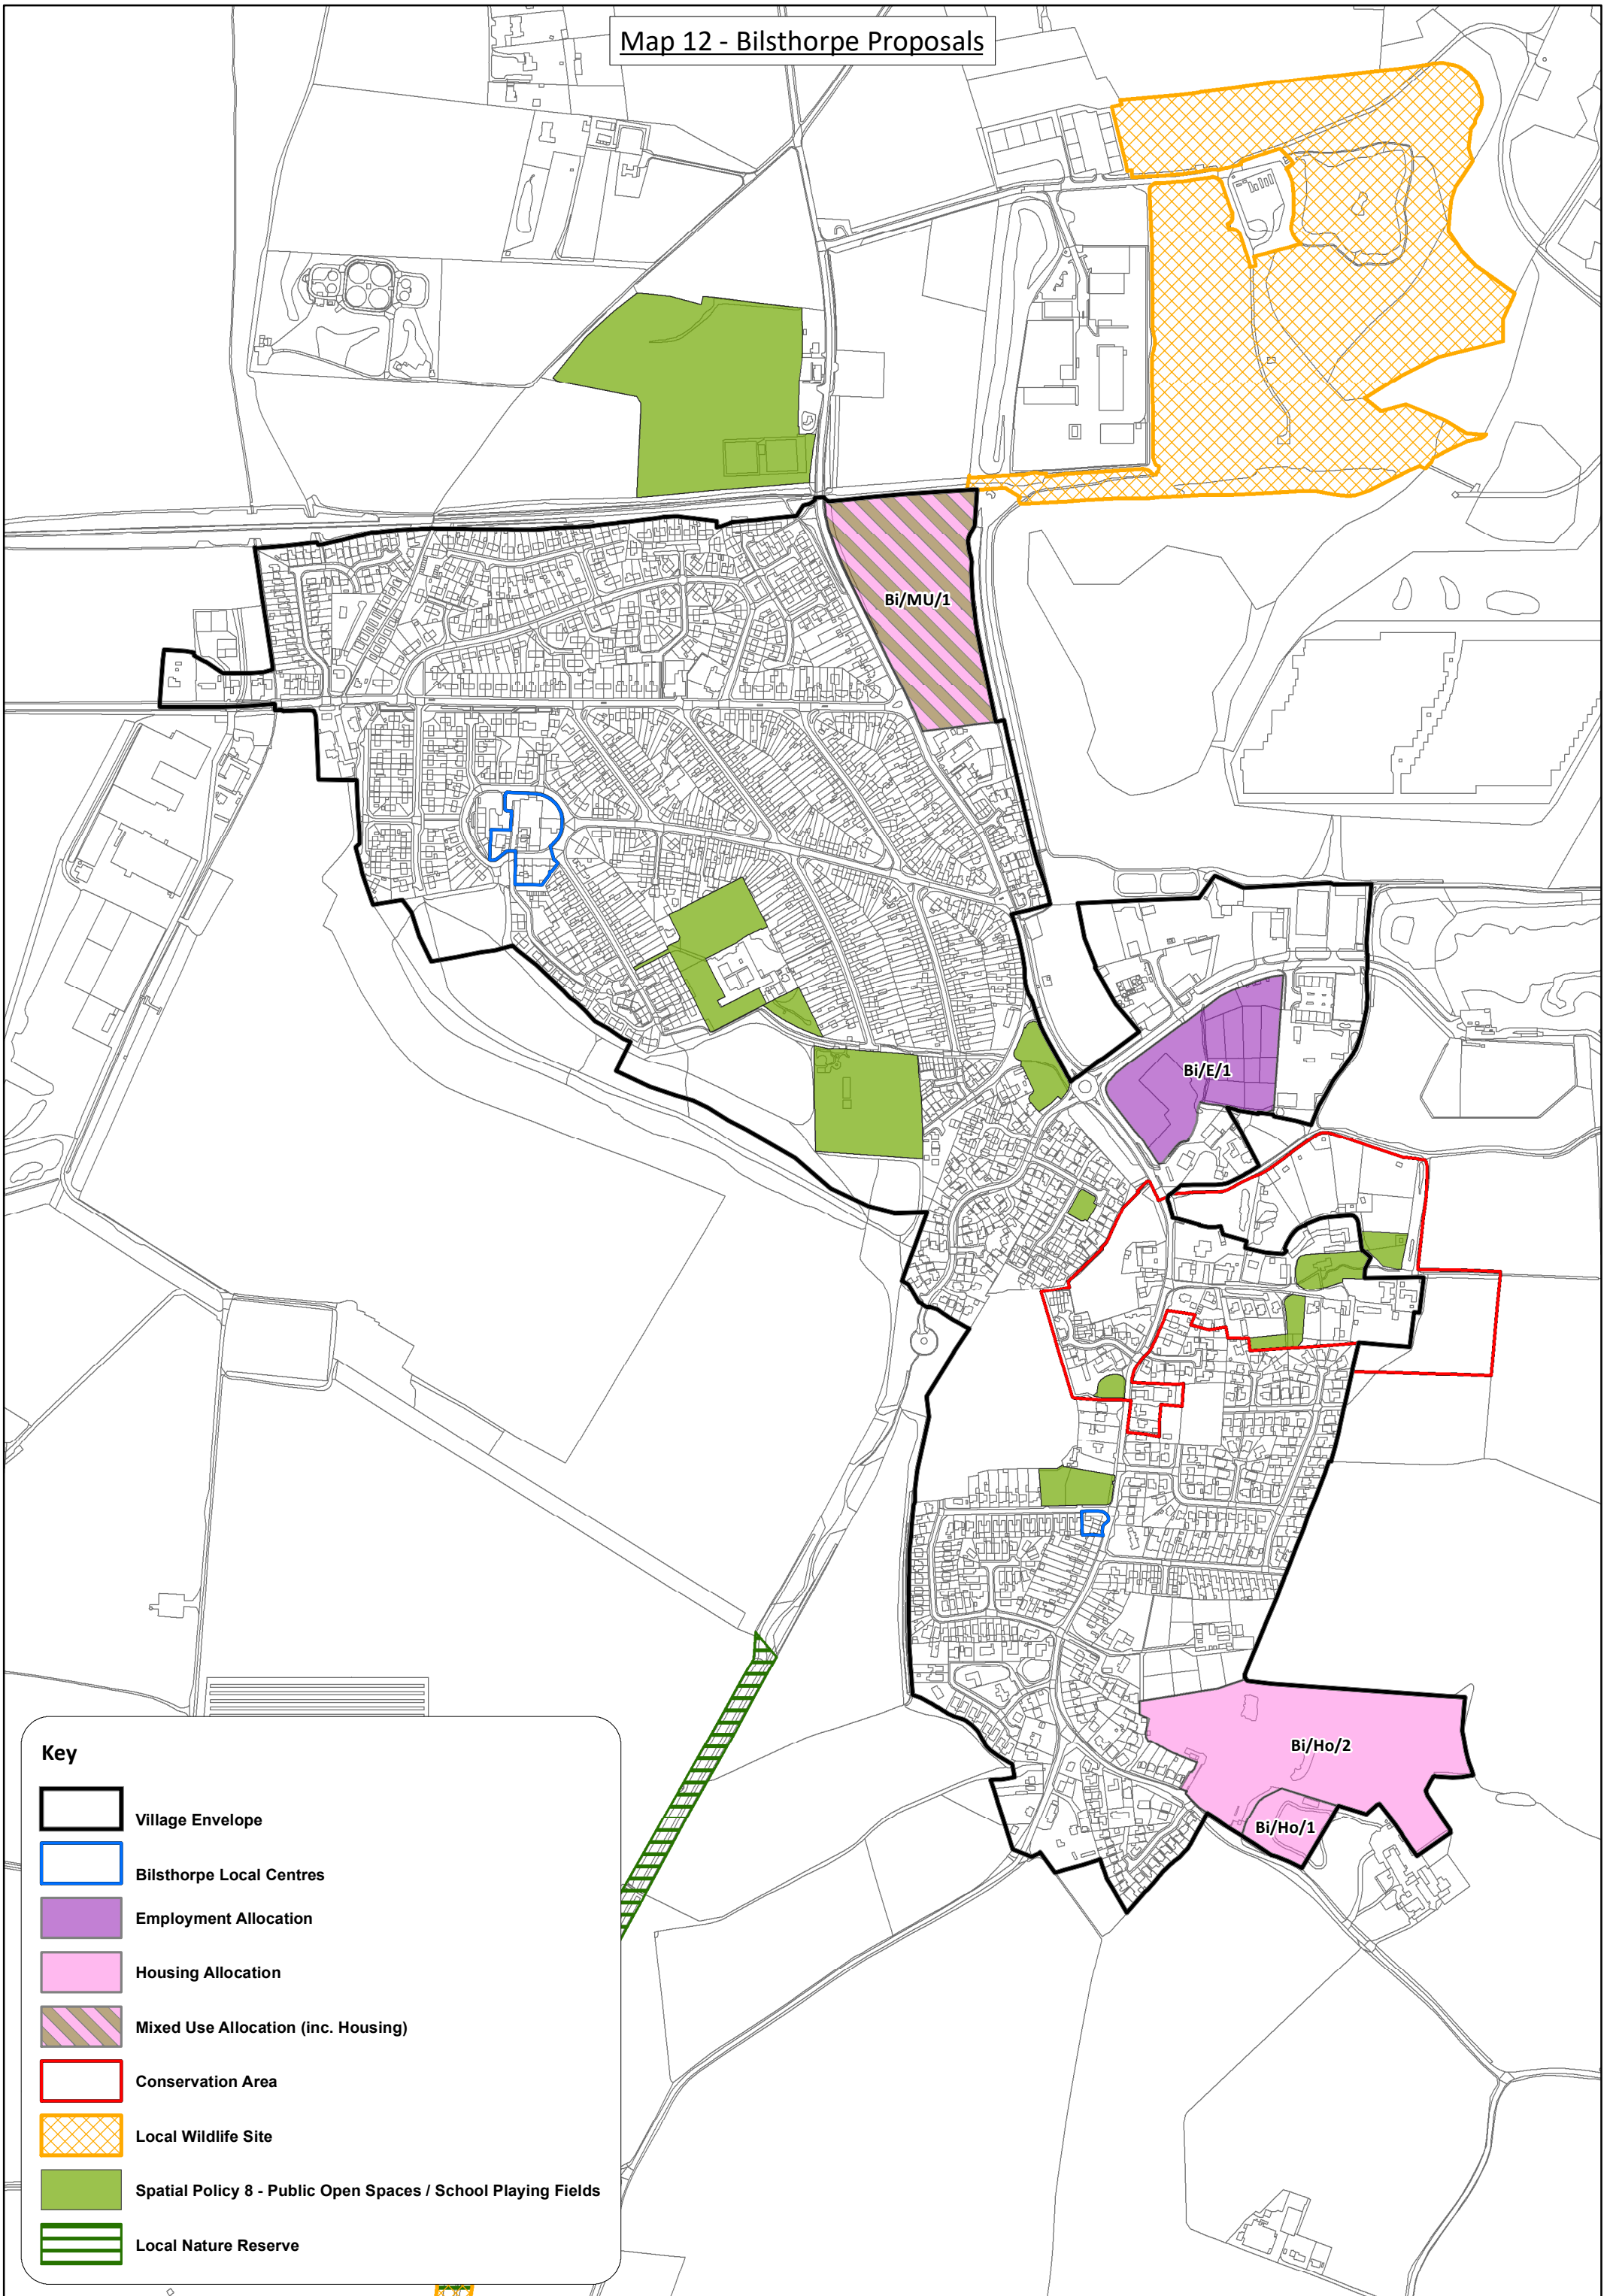 Map 12 - Bilsthorpe Proposals
Bi/MU/1
Bi/E/1
Bi/Ho/2
Bi/Ho/1
Key
Village Envelope
Bilsthorpe Local Centres
Employment Allocation
Housing Allocation
Mixed Use Allocation (inc. Housing)
Conservation Area
Local Wildlife Site
Spatial Policy 8 - Public Open Spaces / School Playing Fields
Local Nature Reserve